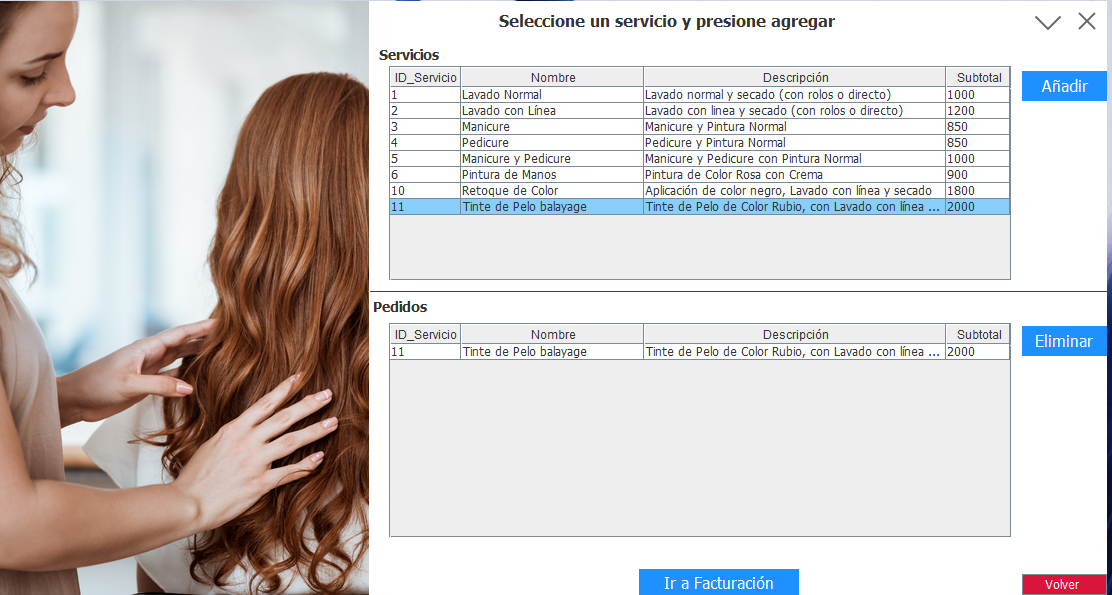 Seleccione un servicio y presione agregar
Servicios
ID_Servicio Nombre Descripción Subtotal
1 Lavado Normal Lavado normal y secado (con rolos o directo) 1000
2 Lavado con Línea Lavado con linea y secado (con rolos o directo) 1200
3 Manicure Manicure y Pintura Normal 850
4 Pedicure Pedicure y Pintura Normal 850
5 Manicure y Pedicure Manicure y Pedicure con Pintura Normal 1000
6 Pintura de Manos Pintura de Color Rosa con Crema 900
10 Retoque de Color Aplicación de color negro, Lavado con línea y secado 1800
11 Tinte de Pelo balayage Tinte de Pelo de Color Rubio, con Lavado con línea ... 2000
Añadir
Pedidos
ID_Servicio Nombre Descripción Subtotal
11 Tinte de Pelo balayage Tinte de Pelo de Color Rubio, con Lavado con línea ... 2000
Eliminar
Ir a Facturación
Volver